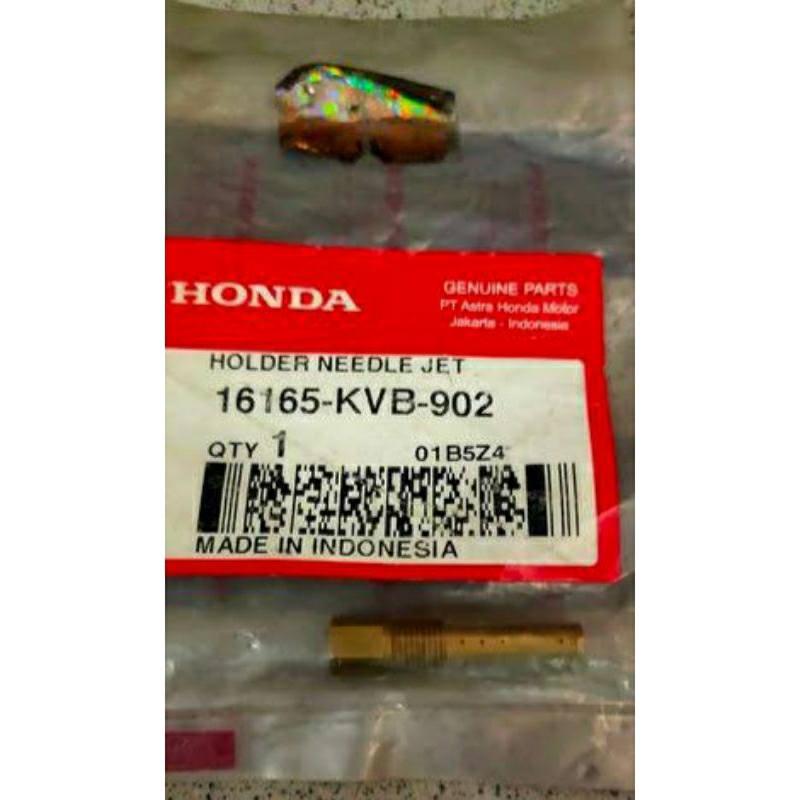 HONDA
GENUINE PARTS
PT Astra Honda Motor
Jakarta - Indonesia
HOLDER NEEDLE JET
16165-KVB-902
QTY 1 01B5Z4
MADE IN INDONESIA